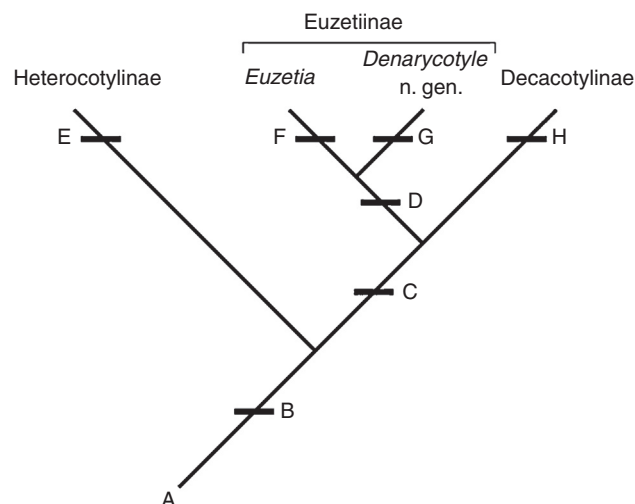 Euzetiinae
Heterocotylinae
Euzetia
Denarycotyle
n. gen.
Decacotylinae
E
F
G
H
D
C
B
A